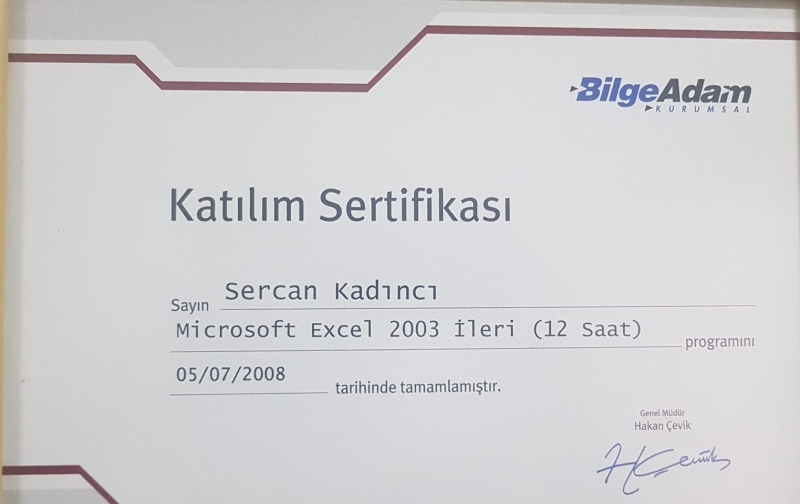 BilgeAdam
KURUMSAL
Katılım Sertifikası
Sayın Sercan Kadıncı
Microsoft Excel 2003 İleri (12 Saat) programını
05/07/2008 tarihinde tamamlamıştır.
Genel Müdür
Hakan Çevik